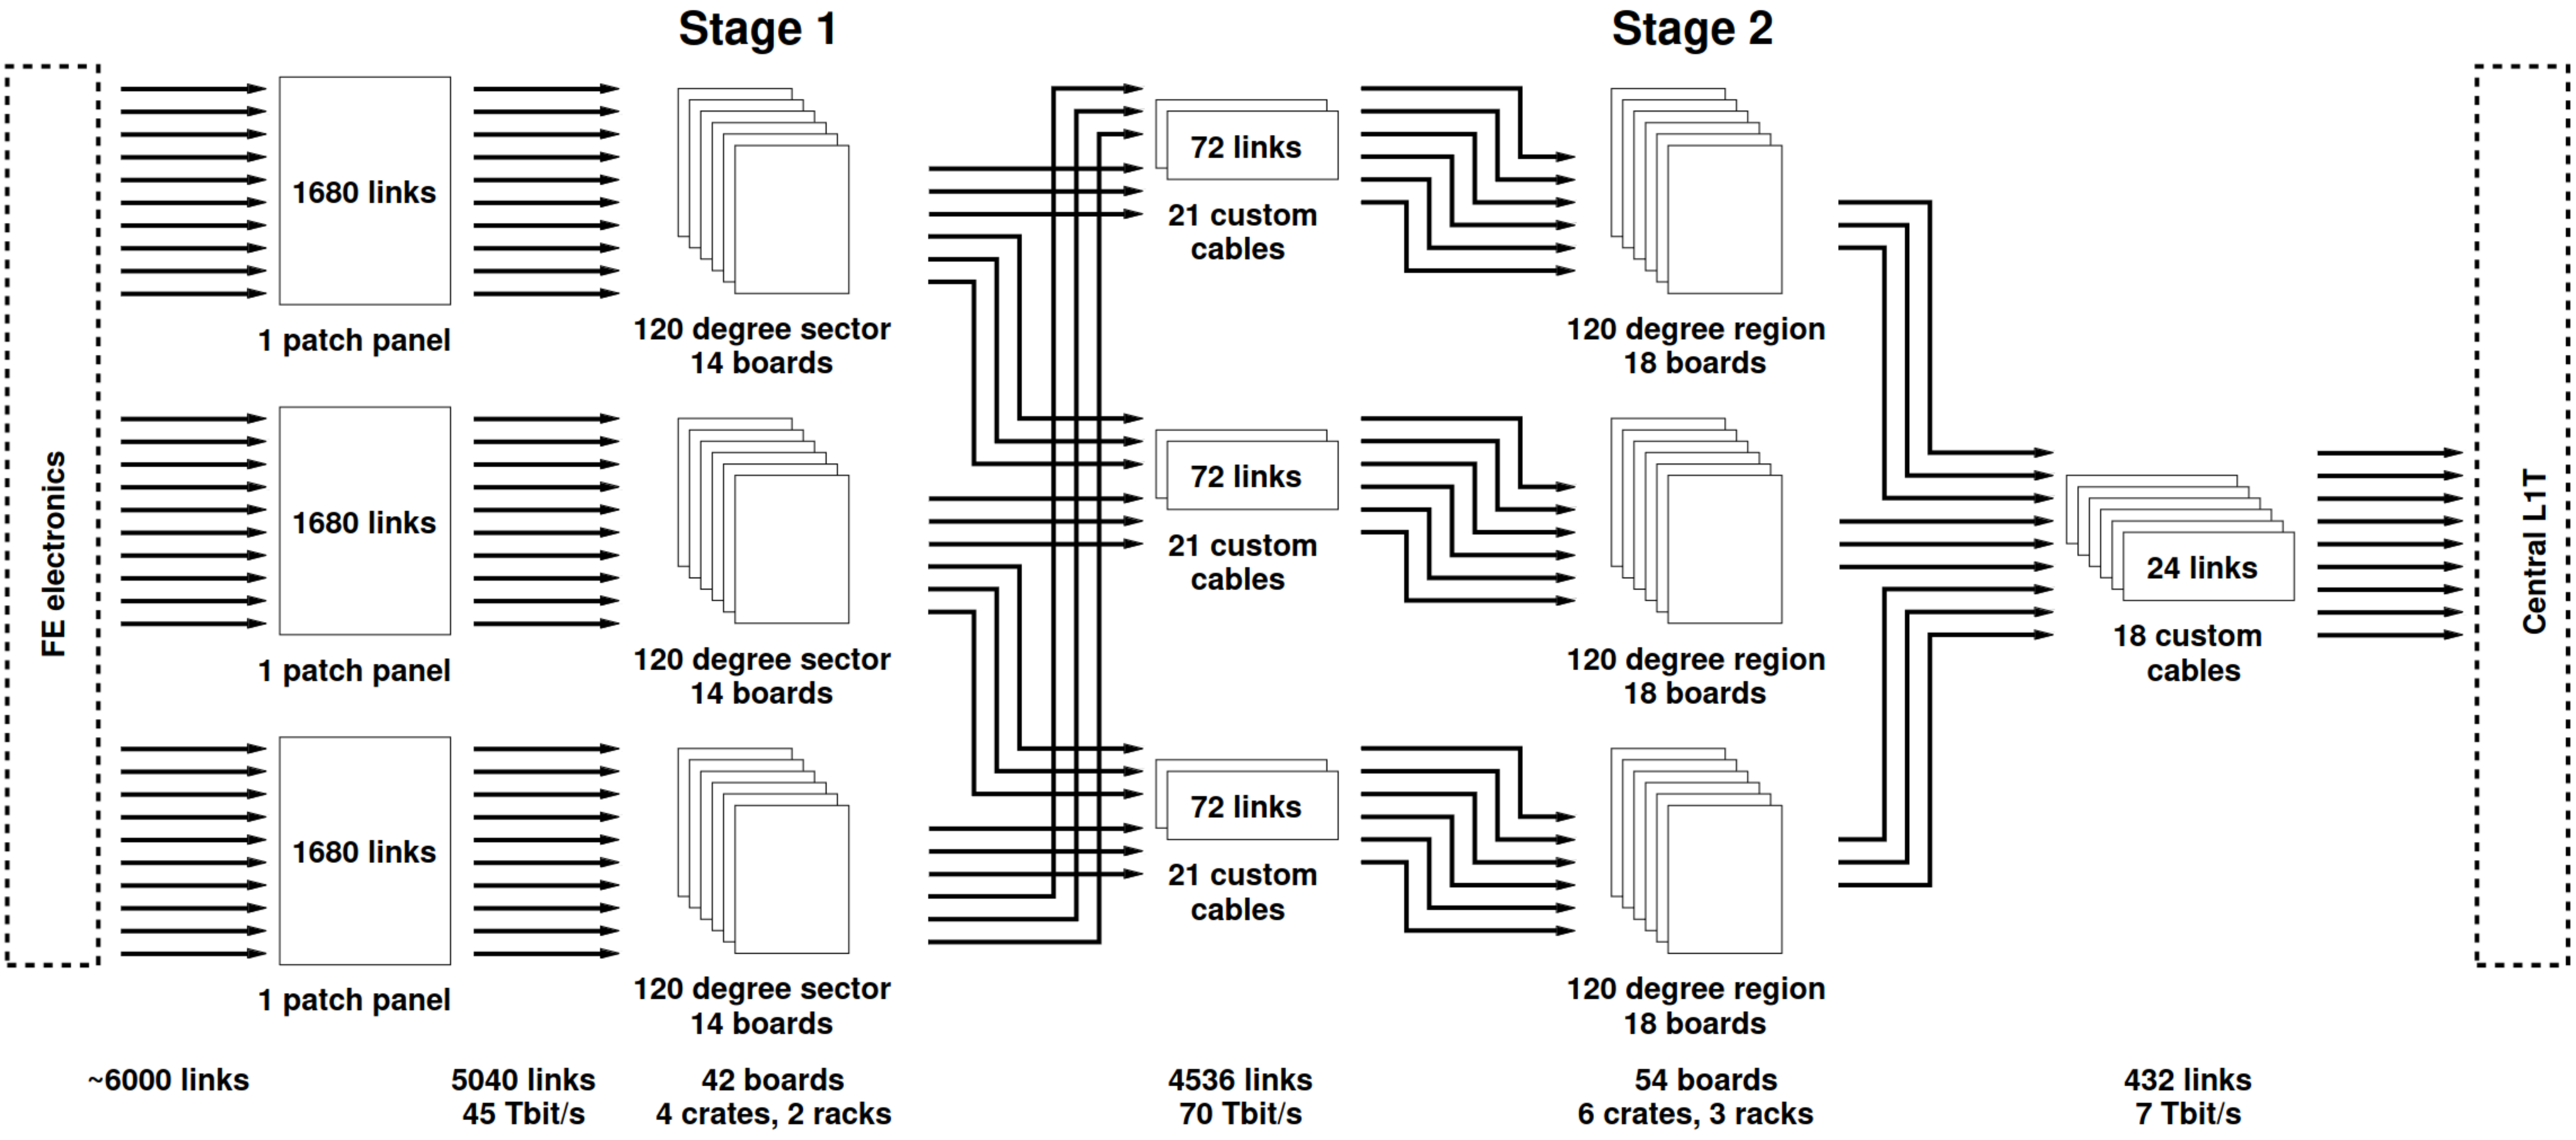 Stage 1
Stage 2
FE electronics
1680 links
1 patch panel
120 degree sector
14 boards
72 links
21 custom
cables
120 degree region
18 boards
1680 links
1 patch panel
120 degree sector
14 boards
72 links
21 custom
cables
120 degree region
18 boards
24 links
18 custom
cables
Central L1T
1680 links
1 patch panel
120 degree sector
14 boards
72 links
21 custom
cables
120 degree region
18 boards
~6000 links
5040 links
45 Tbit/s
42 boards
4 crates, 2 racks
4536 links
70 Tbit/s
54 boards
6 crates, 3 racks
432 links
7 Tbit/s